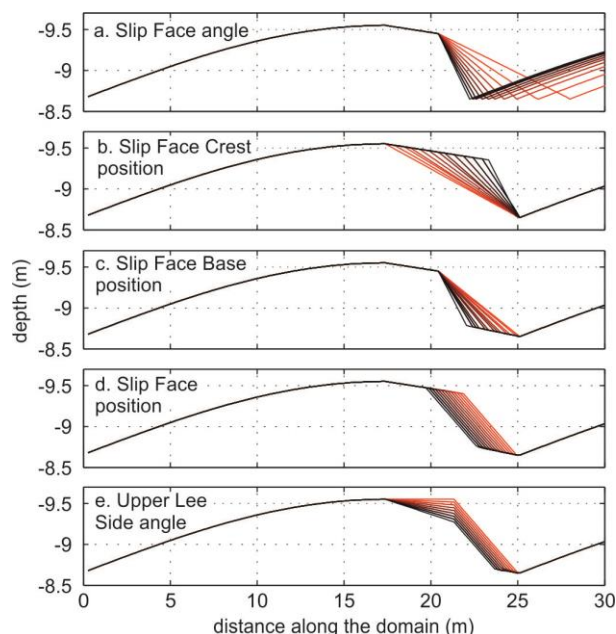 -9.5
a. Slip Face angle
-9
-8.5
b. Slip Face Crest
-9.5
position
-9
-8.5
depth (m)
-9.5
c. Slip Face Base
position
-9
-8.5
-9.5
d. Slip Face
position
-9
-8.5
-9.5
e. Upper Lee
Side angle
-9
-8.5
0 5 10 15 20 25 30
distance along the domain (m)